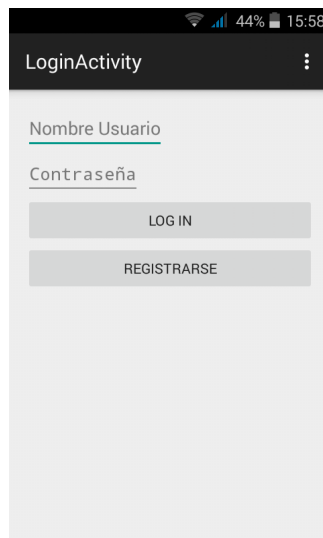 44% 15:58
LoginActivity
Nombre Usuario
Contraseña
LOG IN
REGISTRARSE